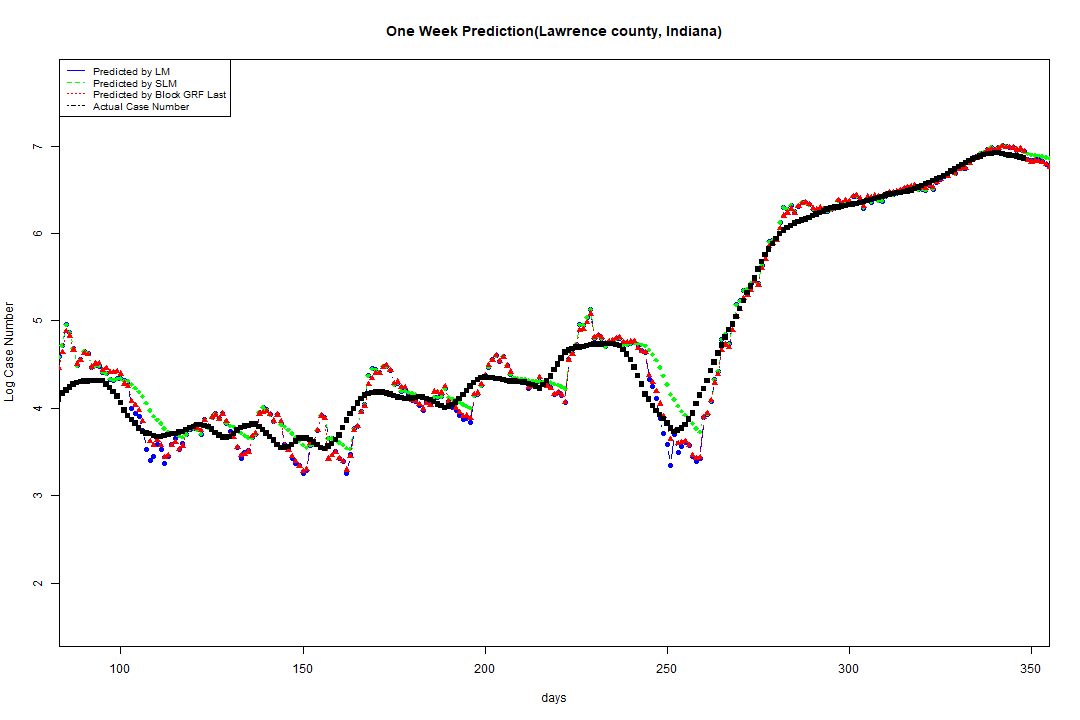 One Week Prediction(Lawrence county, Indiana)
Predicted by LM
Predicted by SLM
Predicted by Block GRF Last
Actual Case Number
7
6
5
4
3
2
Log Case Number
100 150 200 250 300 350
days